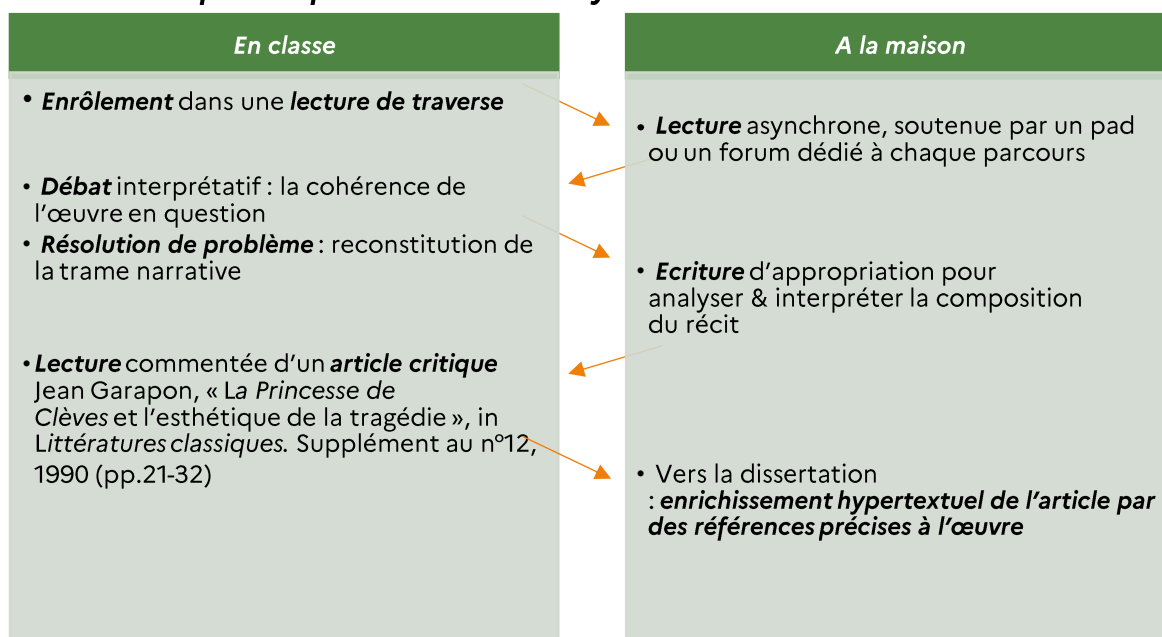 En classe
• Enrôlement dans une lecture de traverse
• Débat interprétatif : la cohérence de
l’œuvre en question
• Résolution de problème : reconstitution de
la trame narrative
• Lecture commentée d’un article critique
Jean Garapon, « La Princesse de
Clèves et l’esthétique de la tragédie », in
Littératures classiques. Supplément au n°12,
1990 (pp.21-32)
A la maison
• Lecture asynchrone, soutenue par un pad
ou un forum dédié à chaque parcours
• Ecriture d’appropriation pour
analyser & interpréter la composition
du récit
• Vers la dissertation
: enrichissement hypertextuel de l’article par
des références précises à l’œuvre